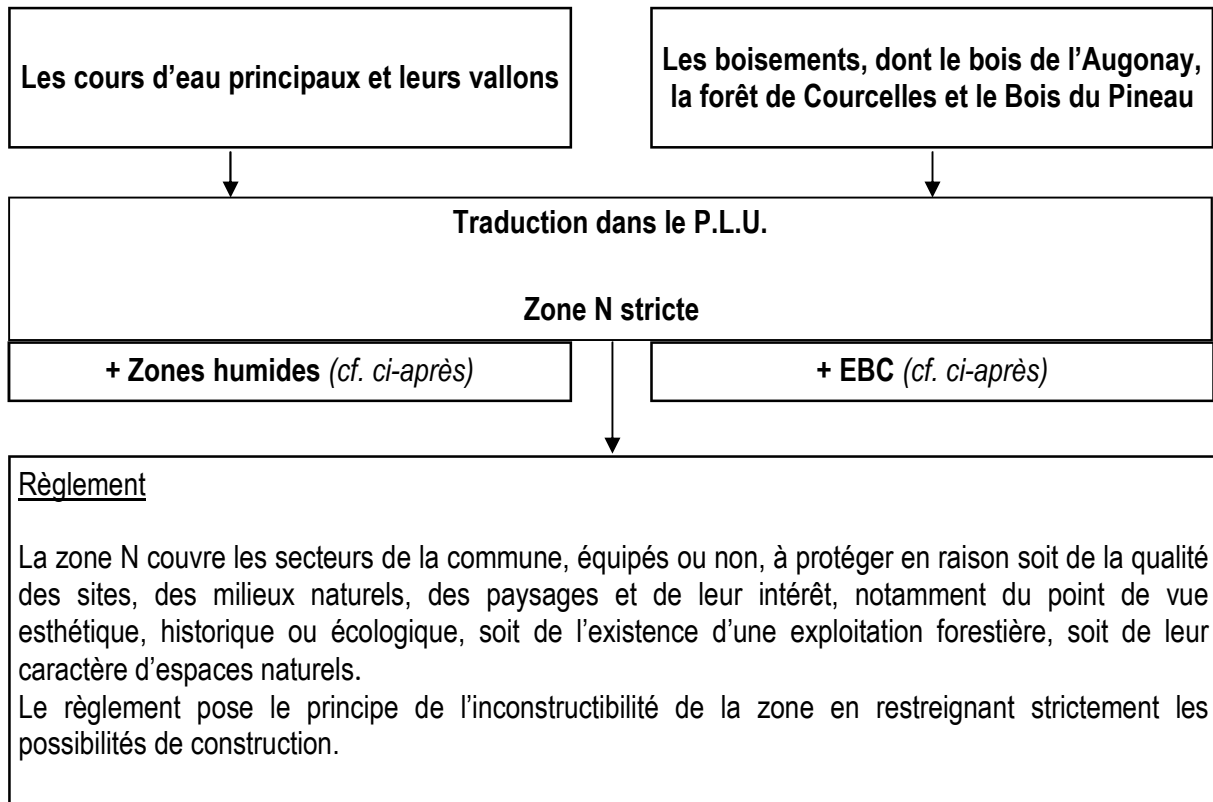 Les cours d’eau principaux et leurs vallons
Les boisements, dont le bois de l’Augonay,
la forêt de Courcelles et le Bois du Pineau
Traduction dans le P.L.U.
Zone N stricte
+ Zones humides (cf. ci-après)
+ EBC (cf. ci-après)
Règlement
La zone N couvre les secteurs de la commune, équipés ou non, à protéger en raison soit de la qualité
des sites, des milieux naturels, des paysages et de leur intérêt, notamment du point de vue
esthétique, historique ou écologique, soit de l’existence d’une exploitation forestière, soit de leur
caractère d’espaces naturels.
Le règlement pose le principe de l’inconstructibilité de la zone en restreignant strictement les
possibilités de construction.